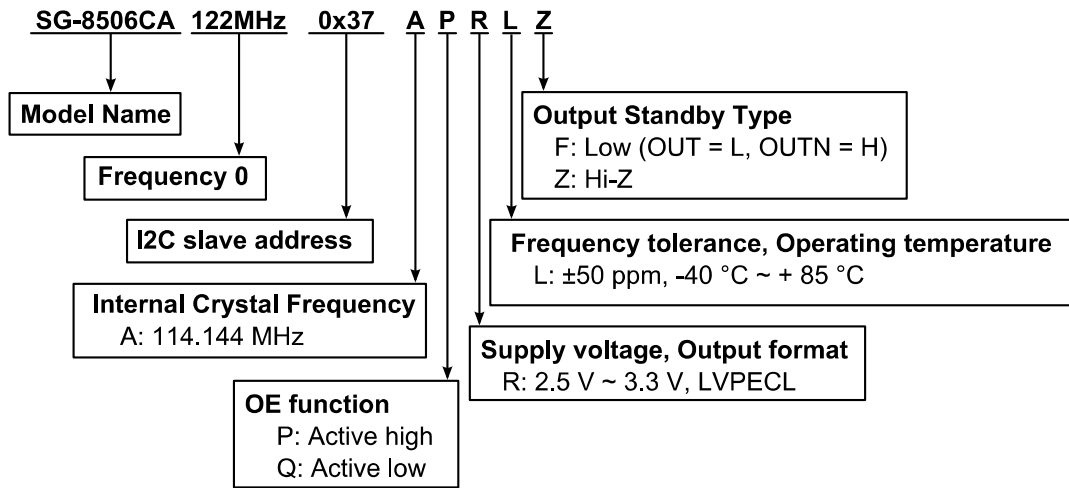 SG-8506CA 122MHz 0x37 A P R L Z
Model Name
Frequency 0
I2C slave address
Internal Crystal Frequency
A: 114.144 MHz
OE function
P: Active high
Q: Active low
Output Standby Type
F: Low (OUT = L, OUTN = H)
Z: Hi-Z
Frequency tolerance, Operating temperature
L: ±50 ppm, -40 °C ~ + 85 °C
Supply voltage, Output format
R: 2.5 V ~ 3.3 V, LVPECL